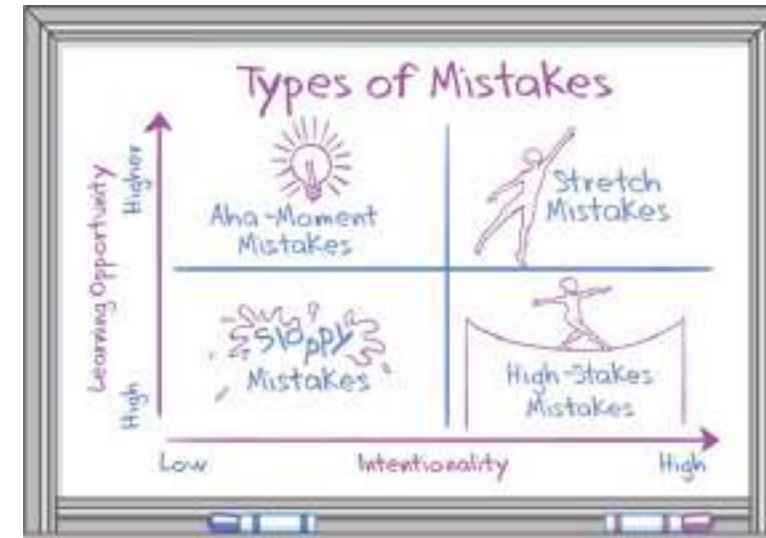 Types of Mistakes
Learning Opportunity
Higher
High
Aha-Moment
Mistakes
Stretch
Mistakes
Sloppy
Mistakes
High-Stakes
Mistakes
Low
Intentionality
High